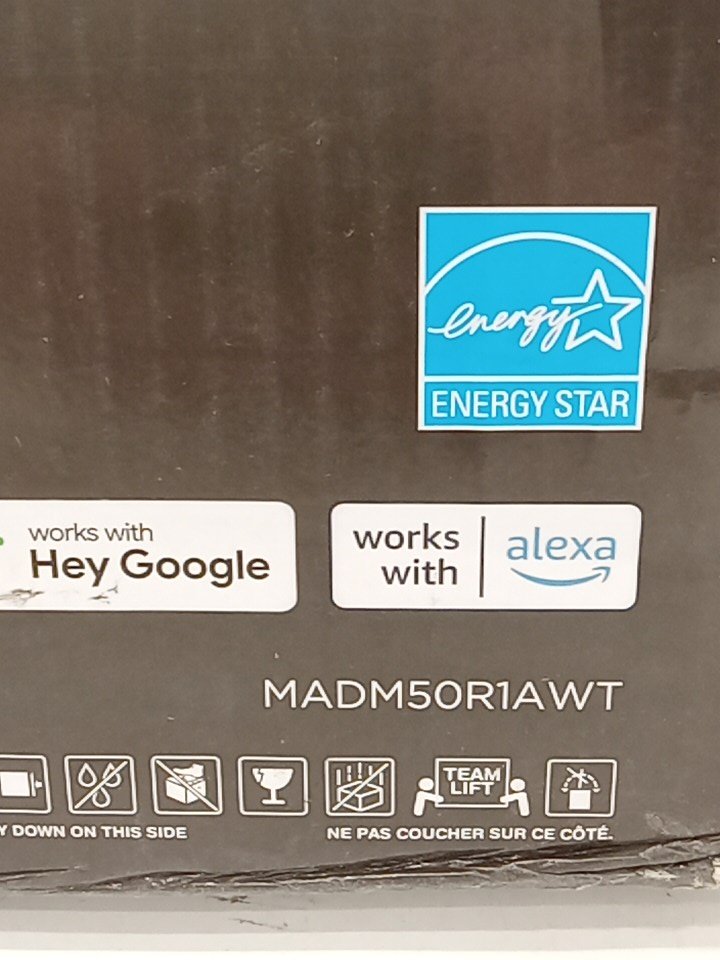 energy
ENERGY STAR
works with
Hey Google
works
with
alexa
MADM50R1AWT
TEAM
LIFT
Y DOWN ON THIS SIDE
NE PAS COUCHER SUR CE CÔTÉ.